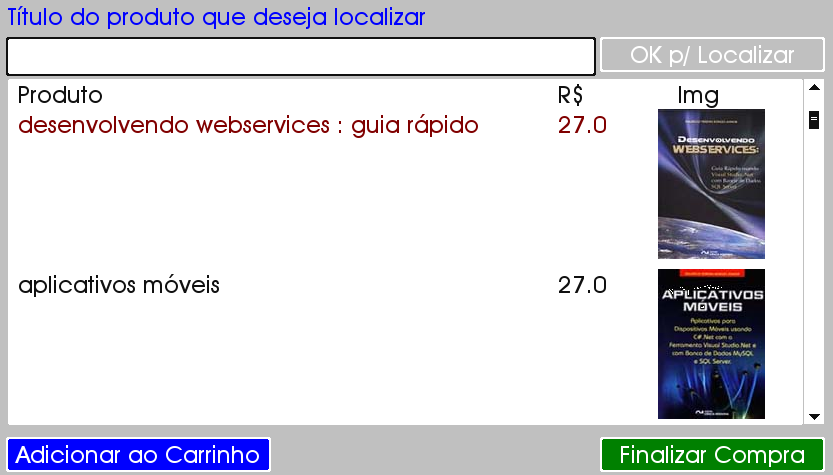 Título do produto que deseja localizar
OK p/ Localizar
Produto R$ Img
desenvolvendo webservices : guia rápido 27.0
DESENVOLVENDO
WEBSERVICES:
Guia Rápido usando
Visual Studio.Net
com Banco de Dados
SQL Server
aplicativos móveis 27.0
APLICATIVOS
MÓVEIS
Aplicativos para
Dispositivos Móveis usando
C#.Net com a
Ferramenta Visual Studio.Net e
com Banco de Dados MySQL
e SQL Server.
Adicionar ao Carrinho
Finalizar Compra